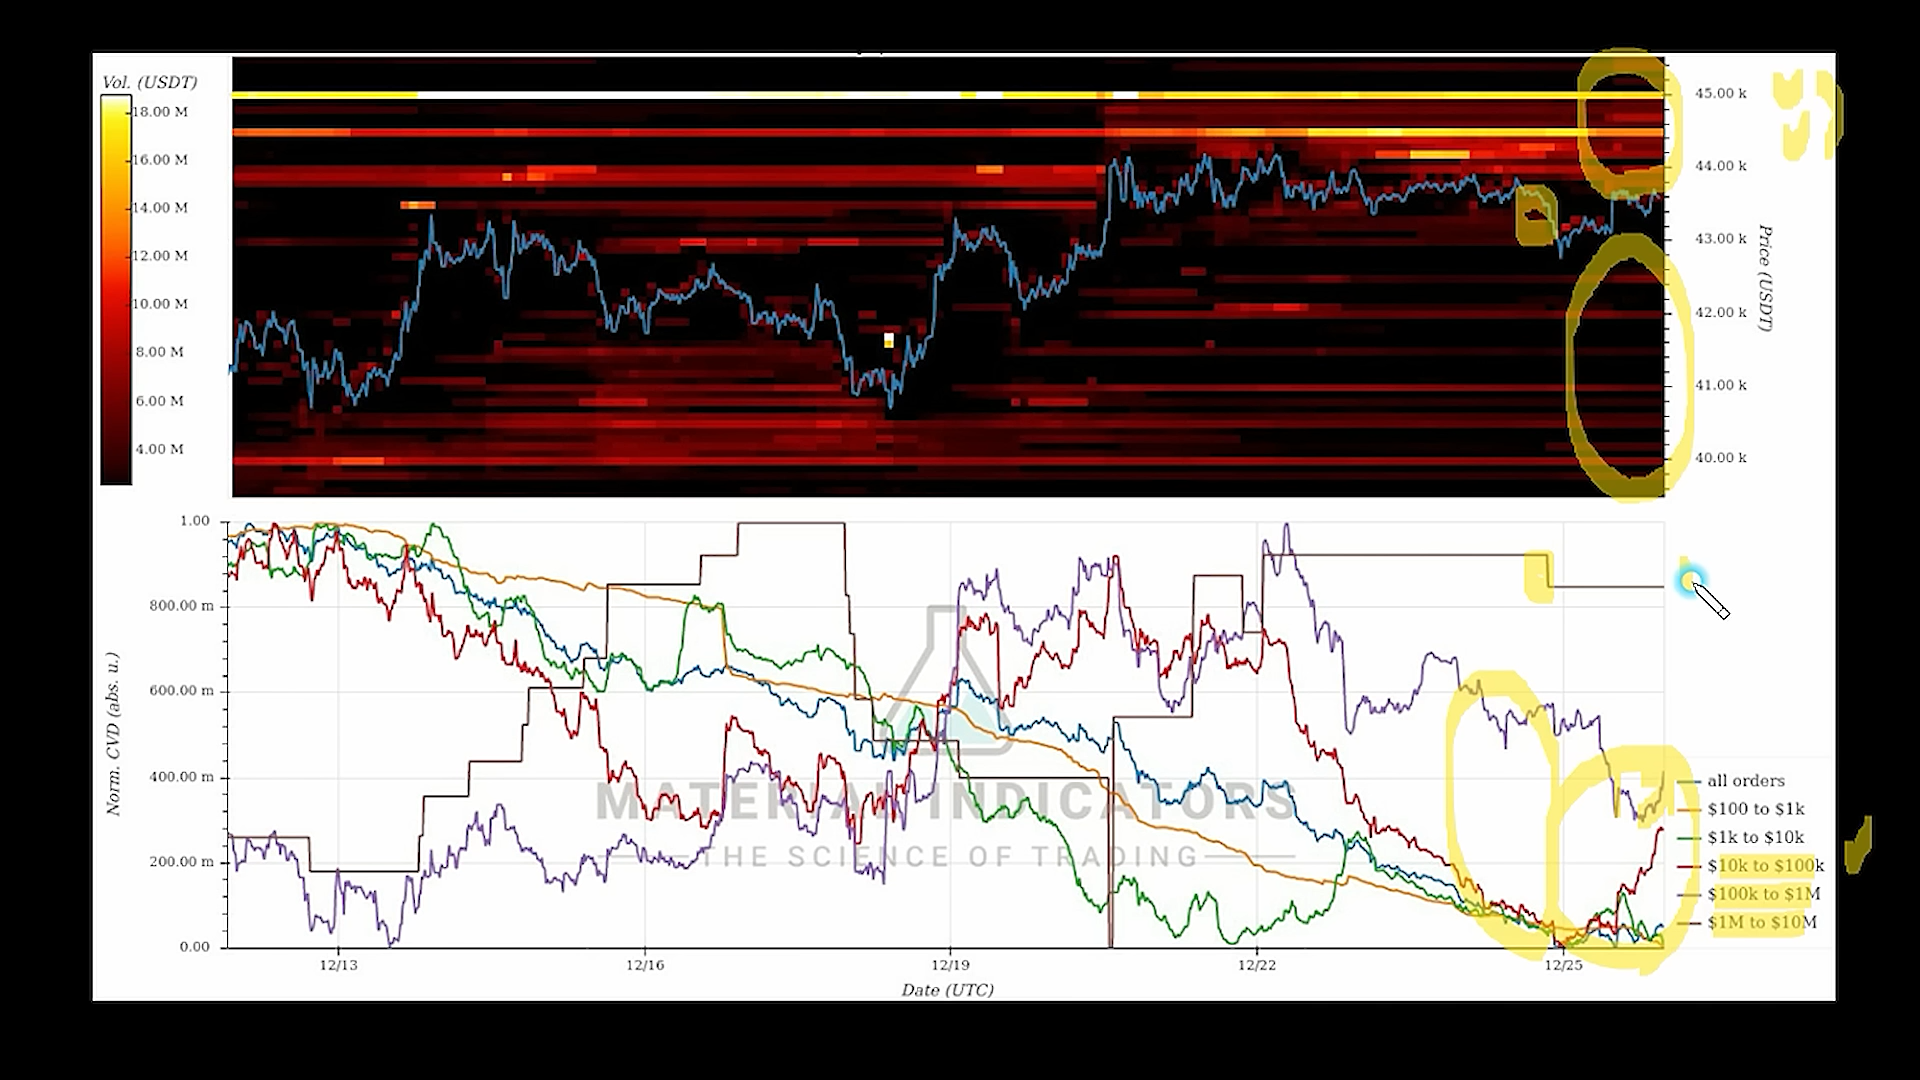 Vol. (USDT)
18.00 M
16.00 M
14.00 M
12.00 M
10.00 M
8.00 M
6.00 M
4.00 M
45.00 k
44.00 k
43.00 k
42.00 k
41.00 k
40.00 k
Price (USDT)
1.00
800.00 m
600.00 m
400.00 m
200.00 m
0.00
Norm. CVD (abs. u.)
MATERIAL INDICATORS
THE SCIENCE OF TRADING
all orders
$100 to $1k
$1k to $10k
$10k to $100k
$100k to $1M
$1M to $10M
12/13
12/16
12/19
12/22
12/25
Date (UTC)